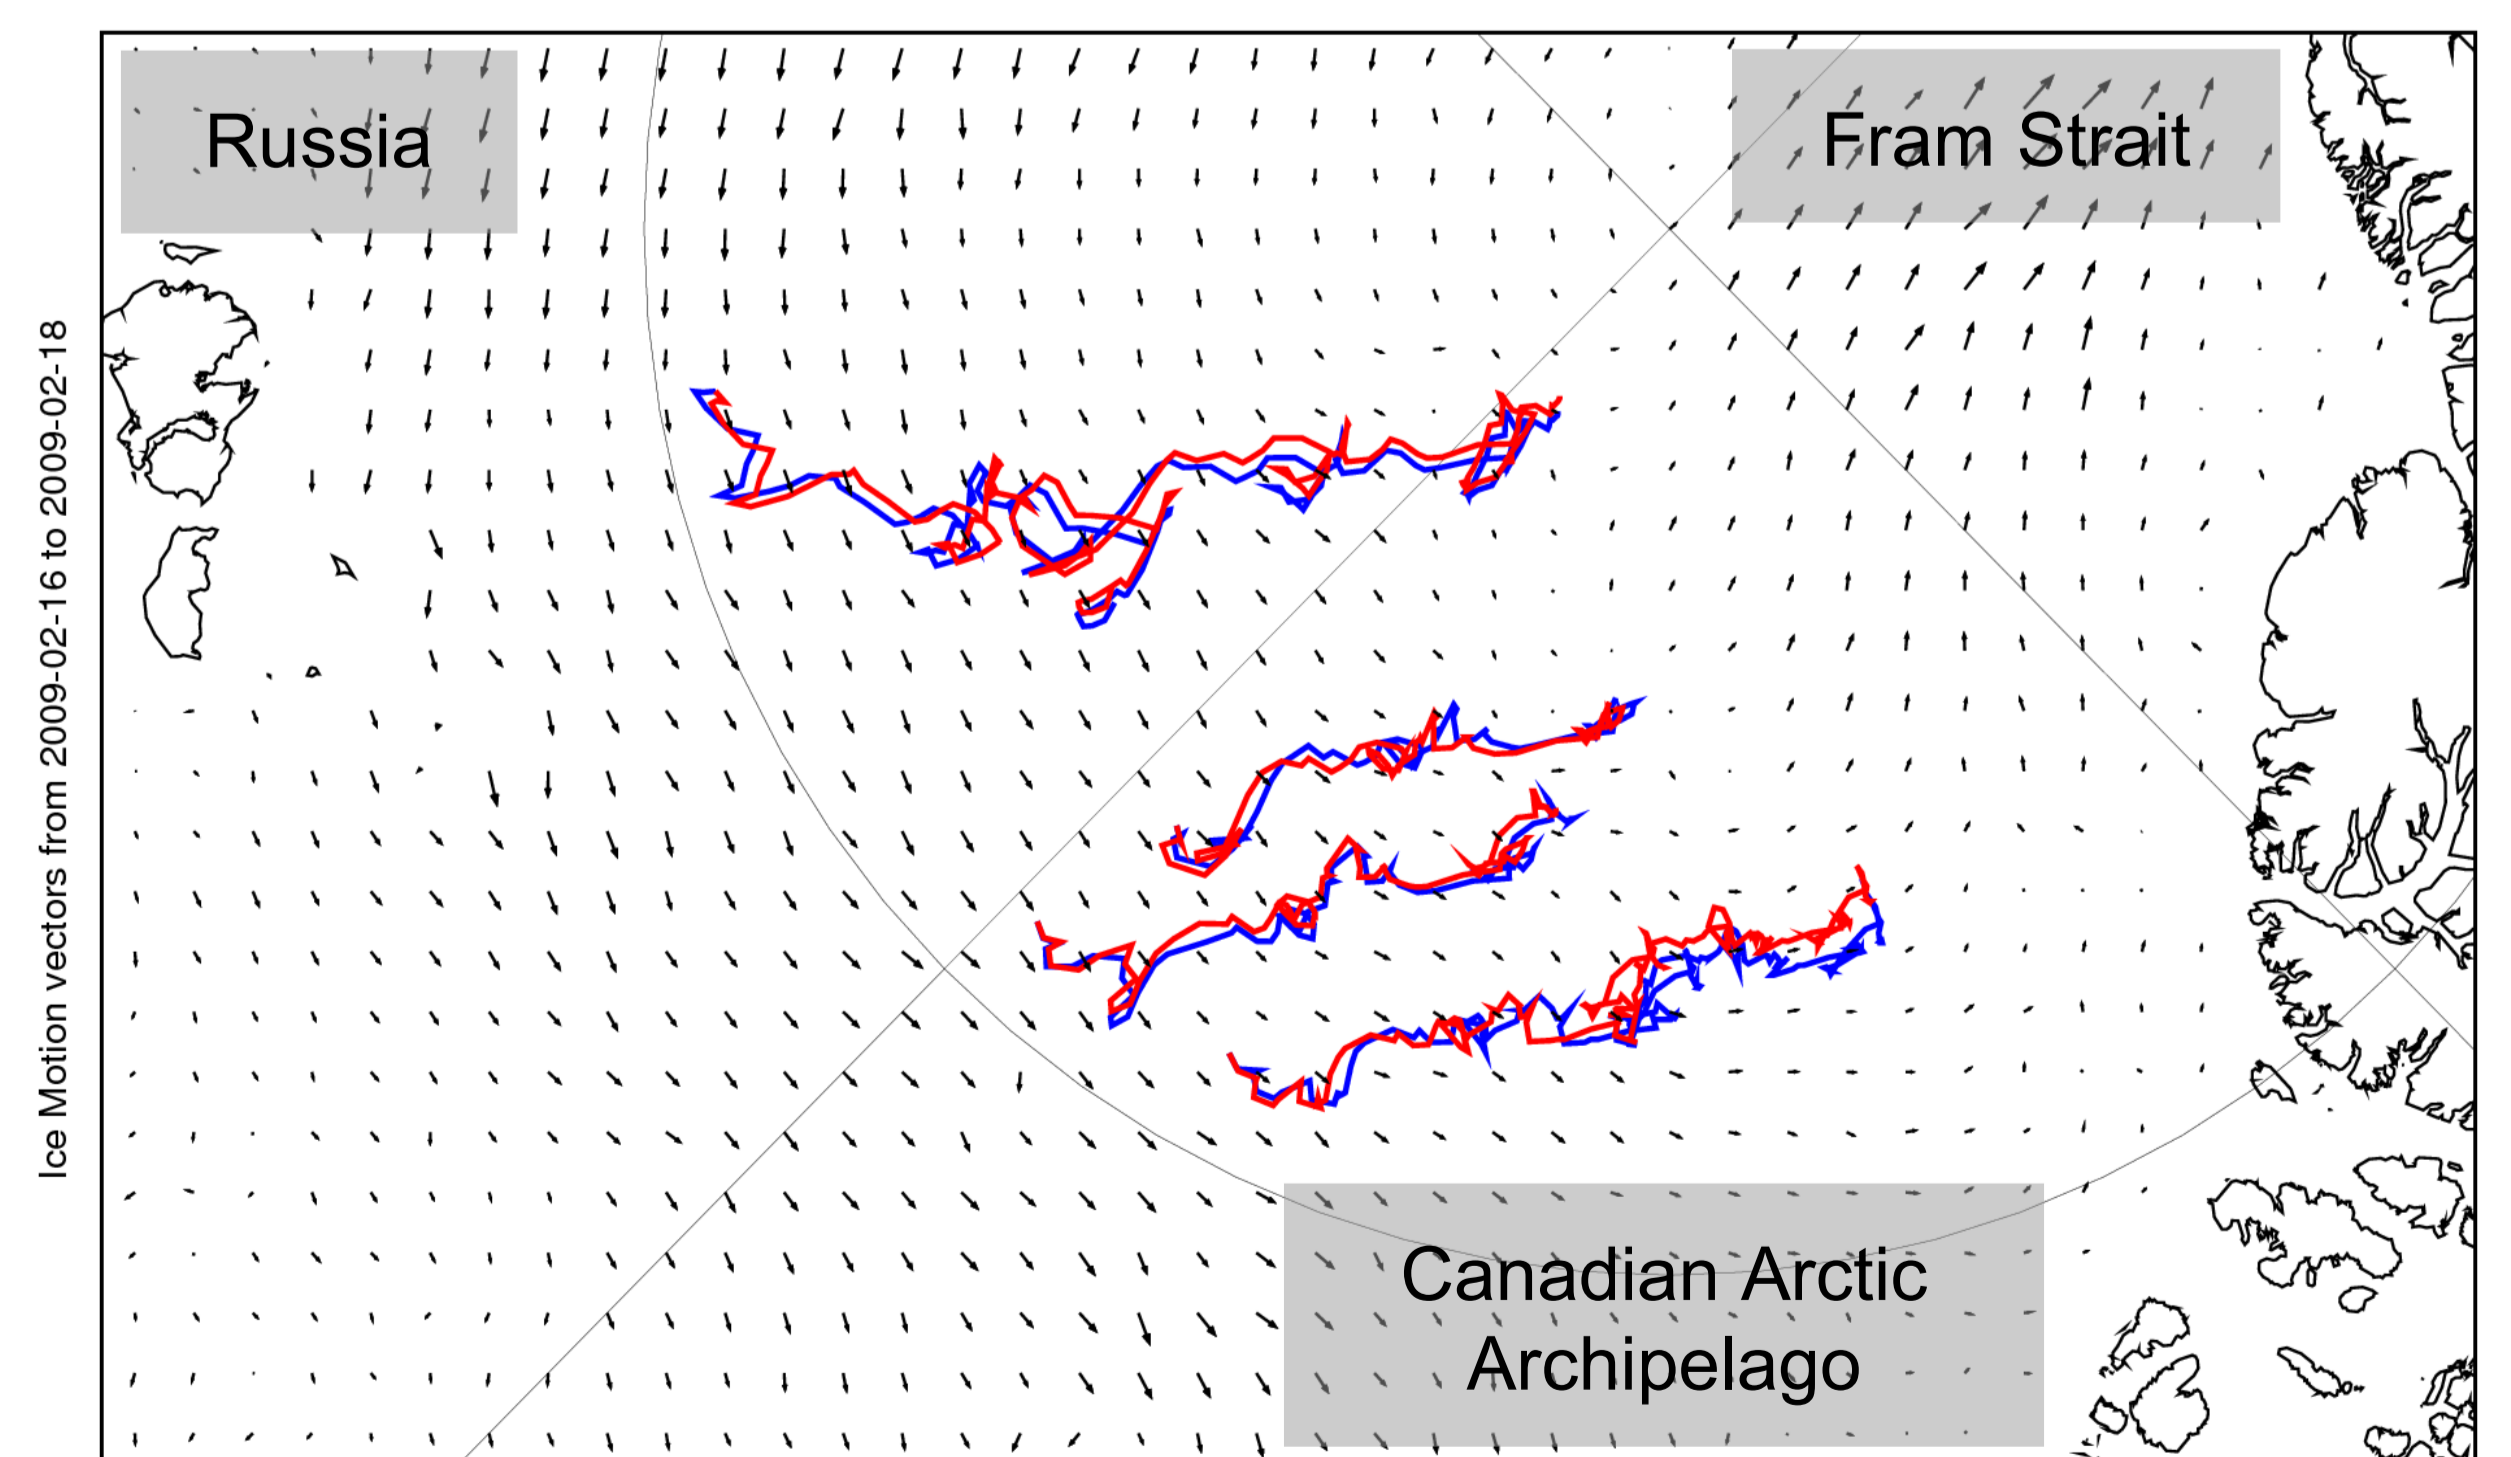 Russia
Fram Strait
Ice Motion vectors from 2009-02-16 to 2009-02-18
Canadian Arctic
Archipelago